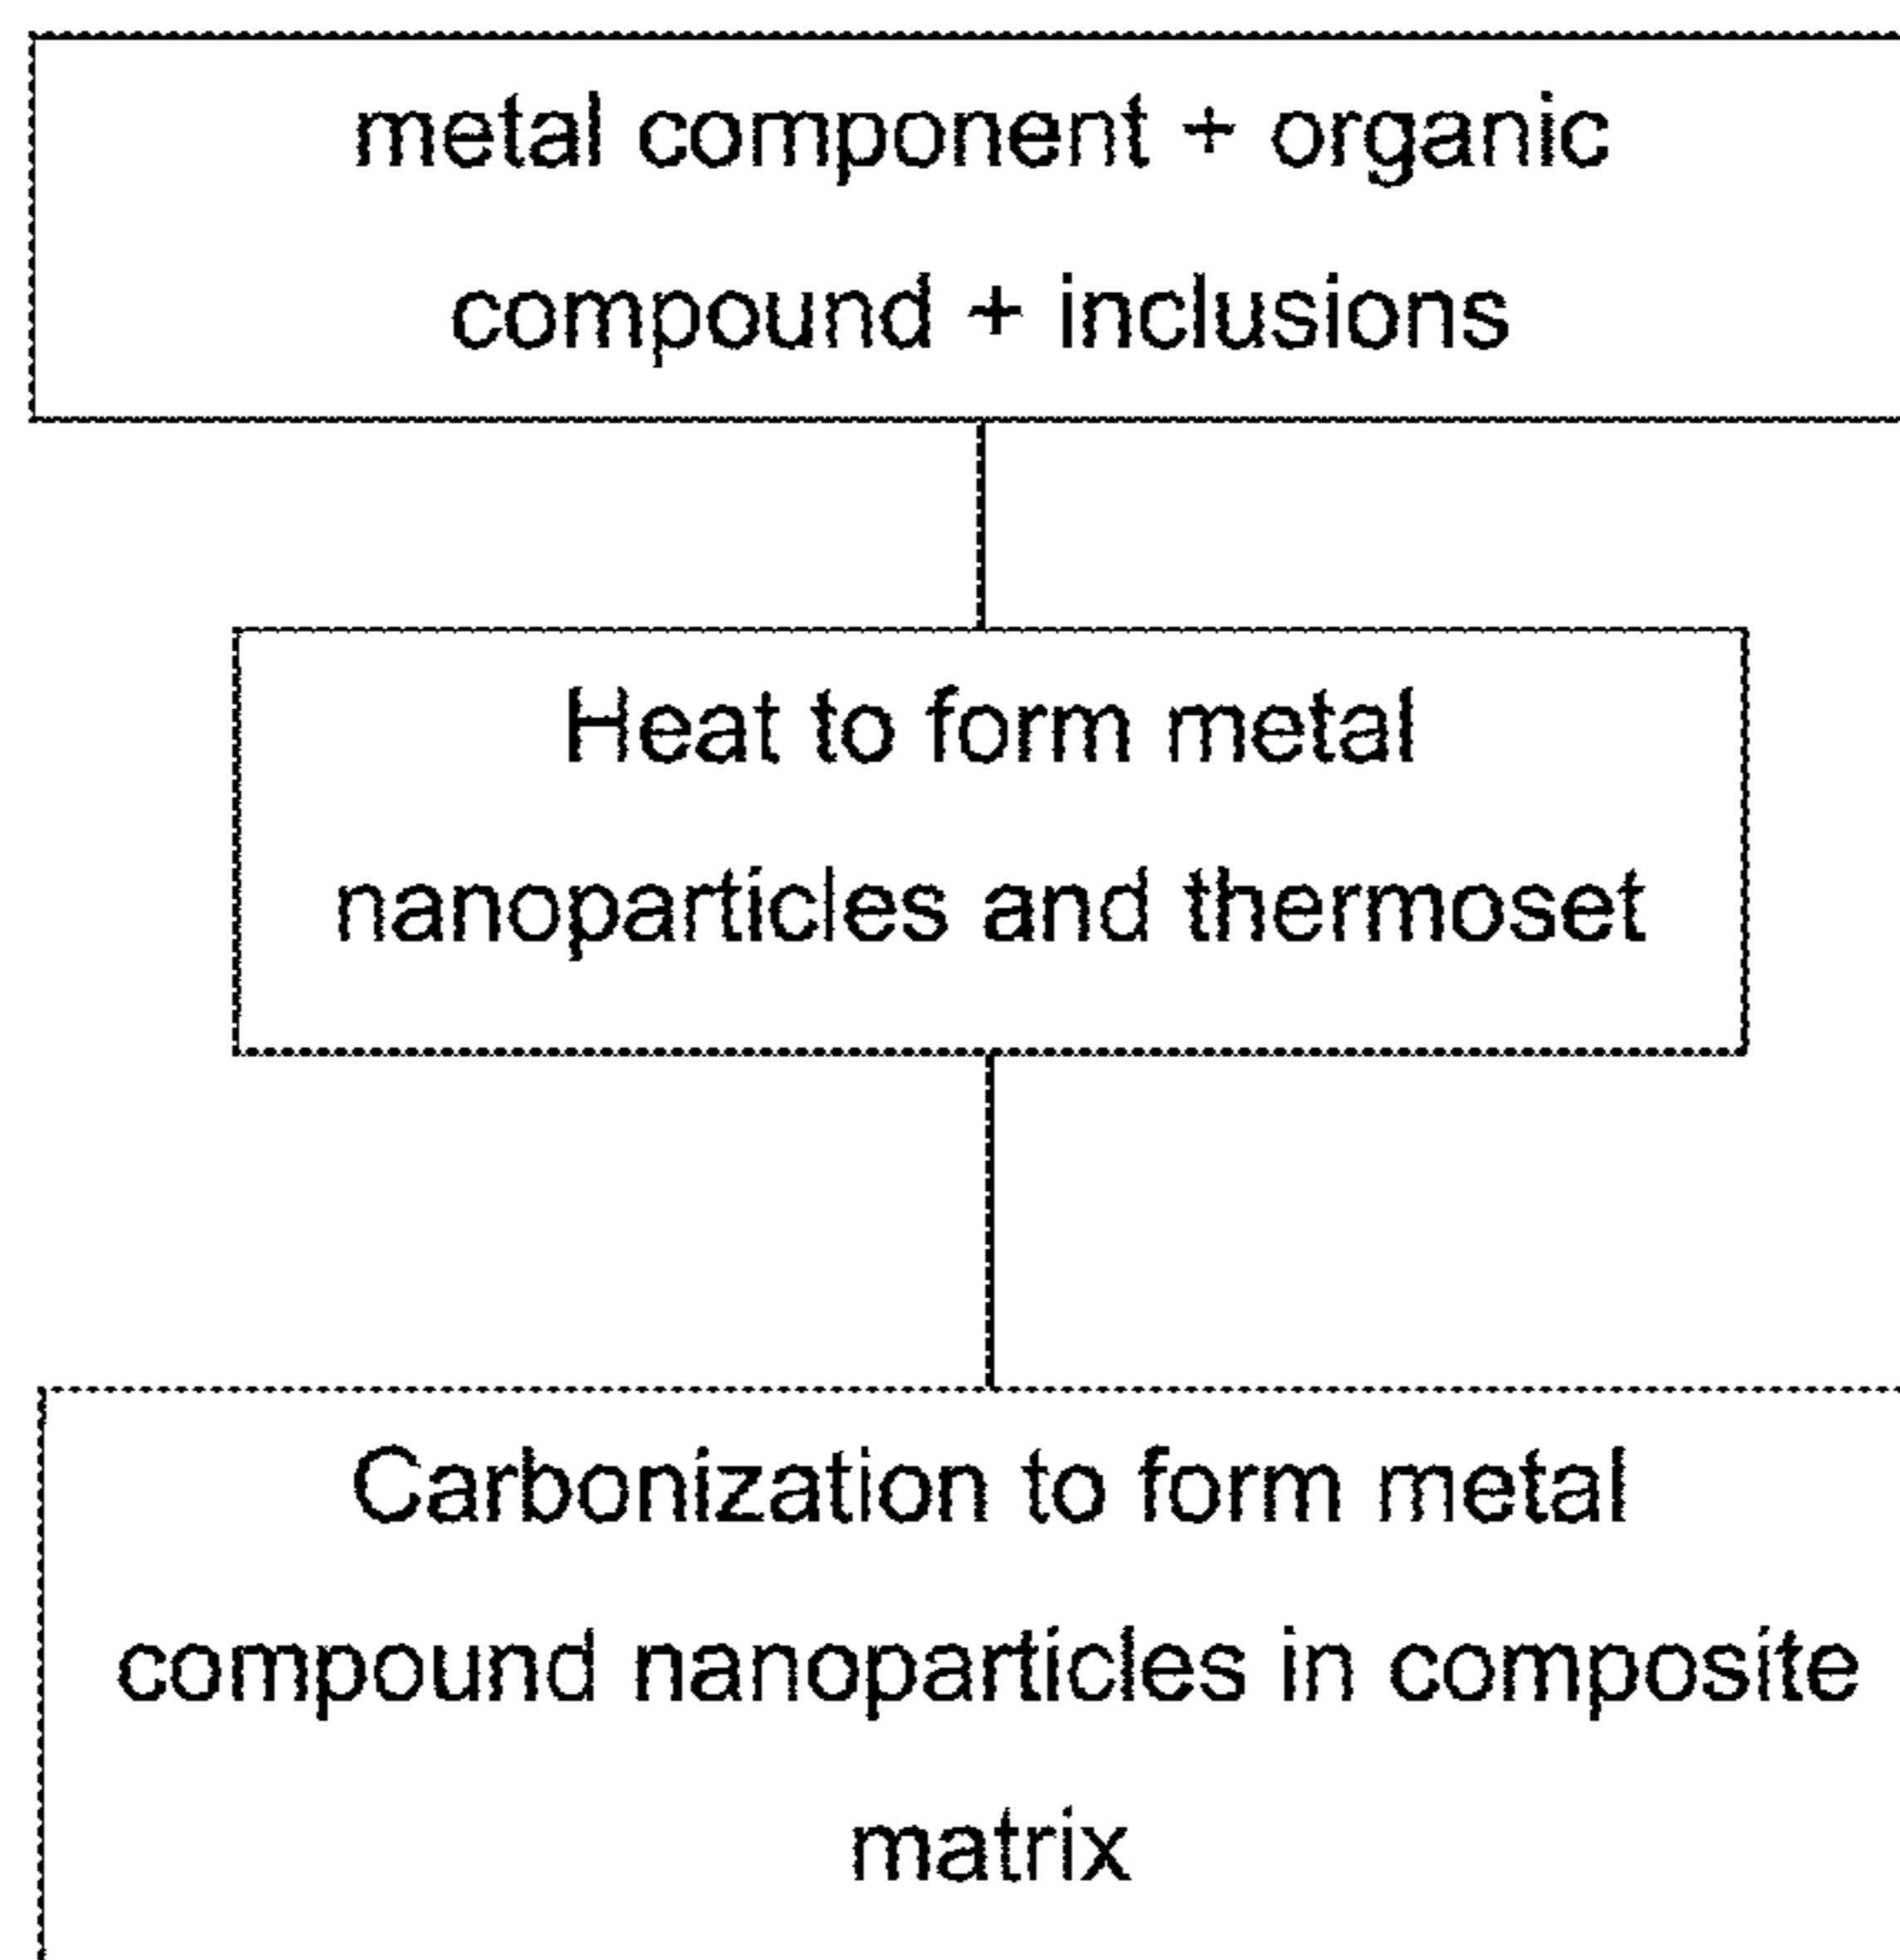 metal component + organic
compound + inclusions
Heat to form metal
nanoparticles and thermoset
Carbonization to form metal
compound nanoparticles in composite
matrix